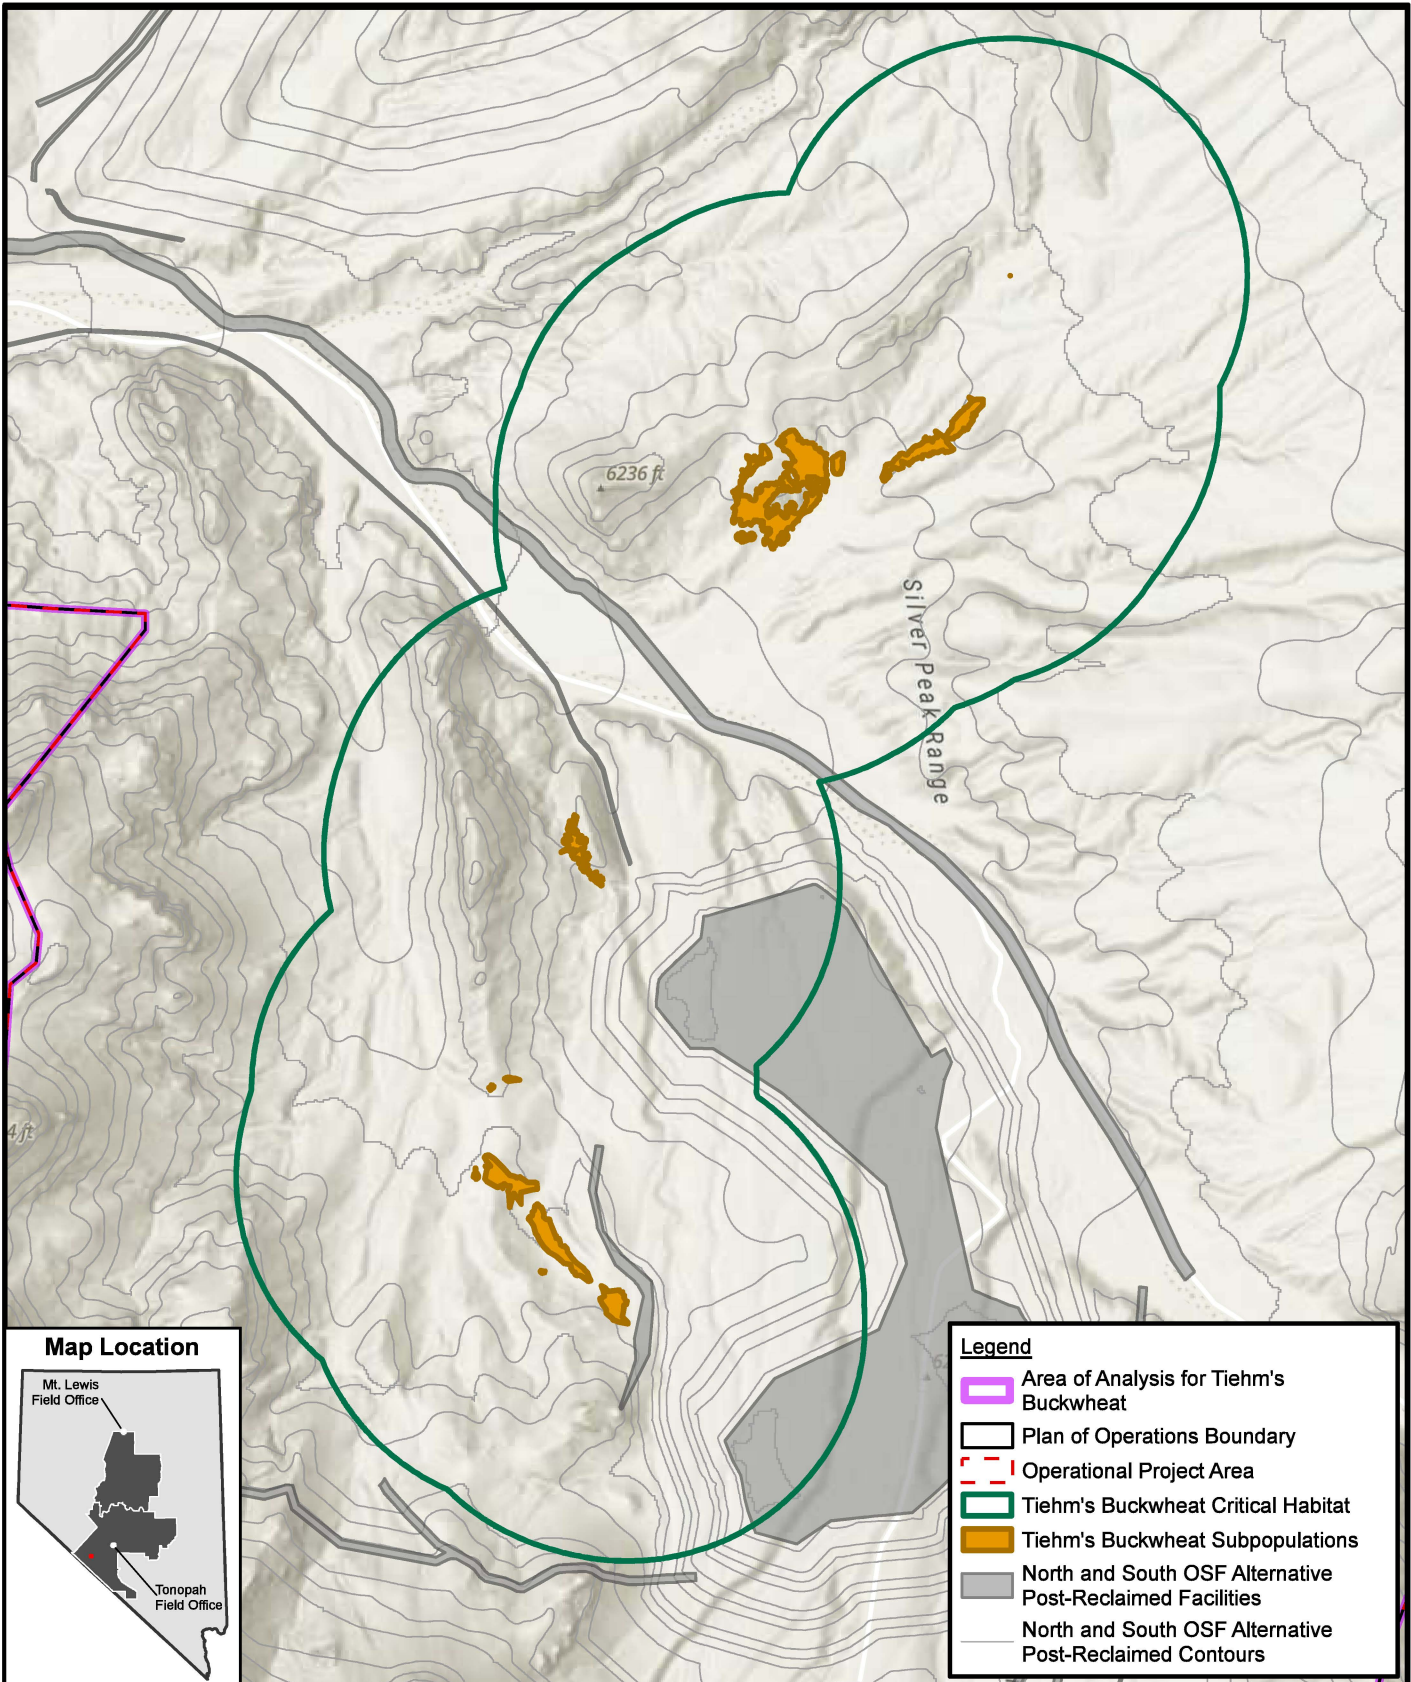 6236 ft
Silver Peak Range
4 ft
Map Location
Mt. Lewis
Field Office
Tonopah
Field Office
Legend
Area of Analysis for Tiehm's
Buckwheat
Plan of Operations Boundary
Operational Project Area
Tiehm's Buckwheat Critical Habitat
Tiehm's Buckwheat Subpopulations
North and South OSF Alternative
Post-Reclaimed Facilities
North and South OSF Alternative
Post-Reclaimed Contours